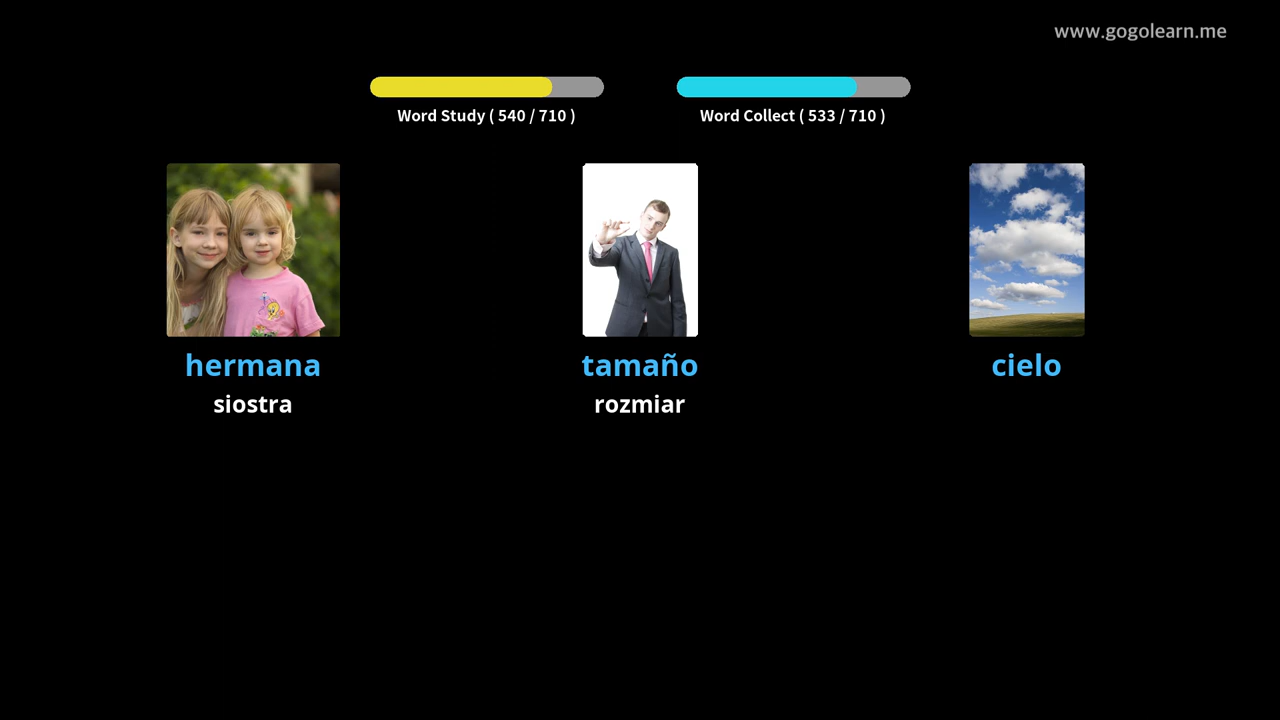 www.gogolearn.me
Word Study ( 540 / 710 )
Word Collect ( 533 / 710 )
hermana
siostra
tamaño
rozmiar
cielo